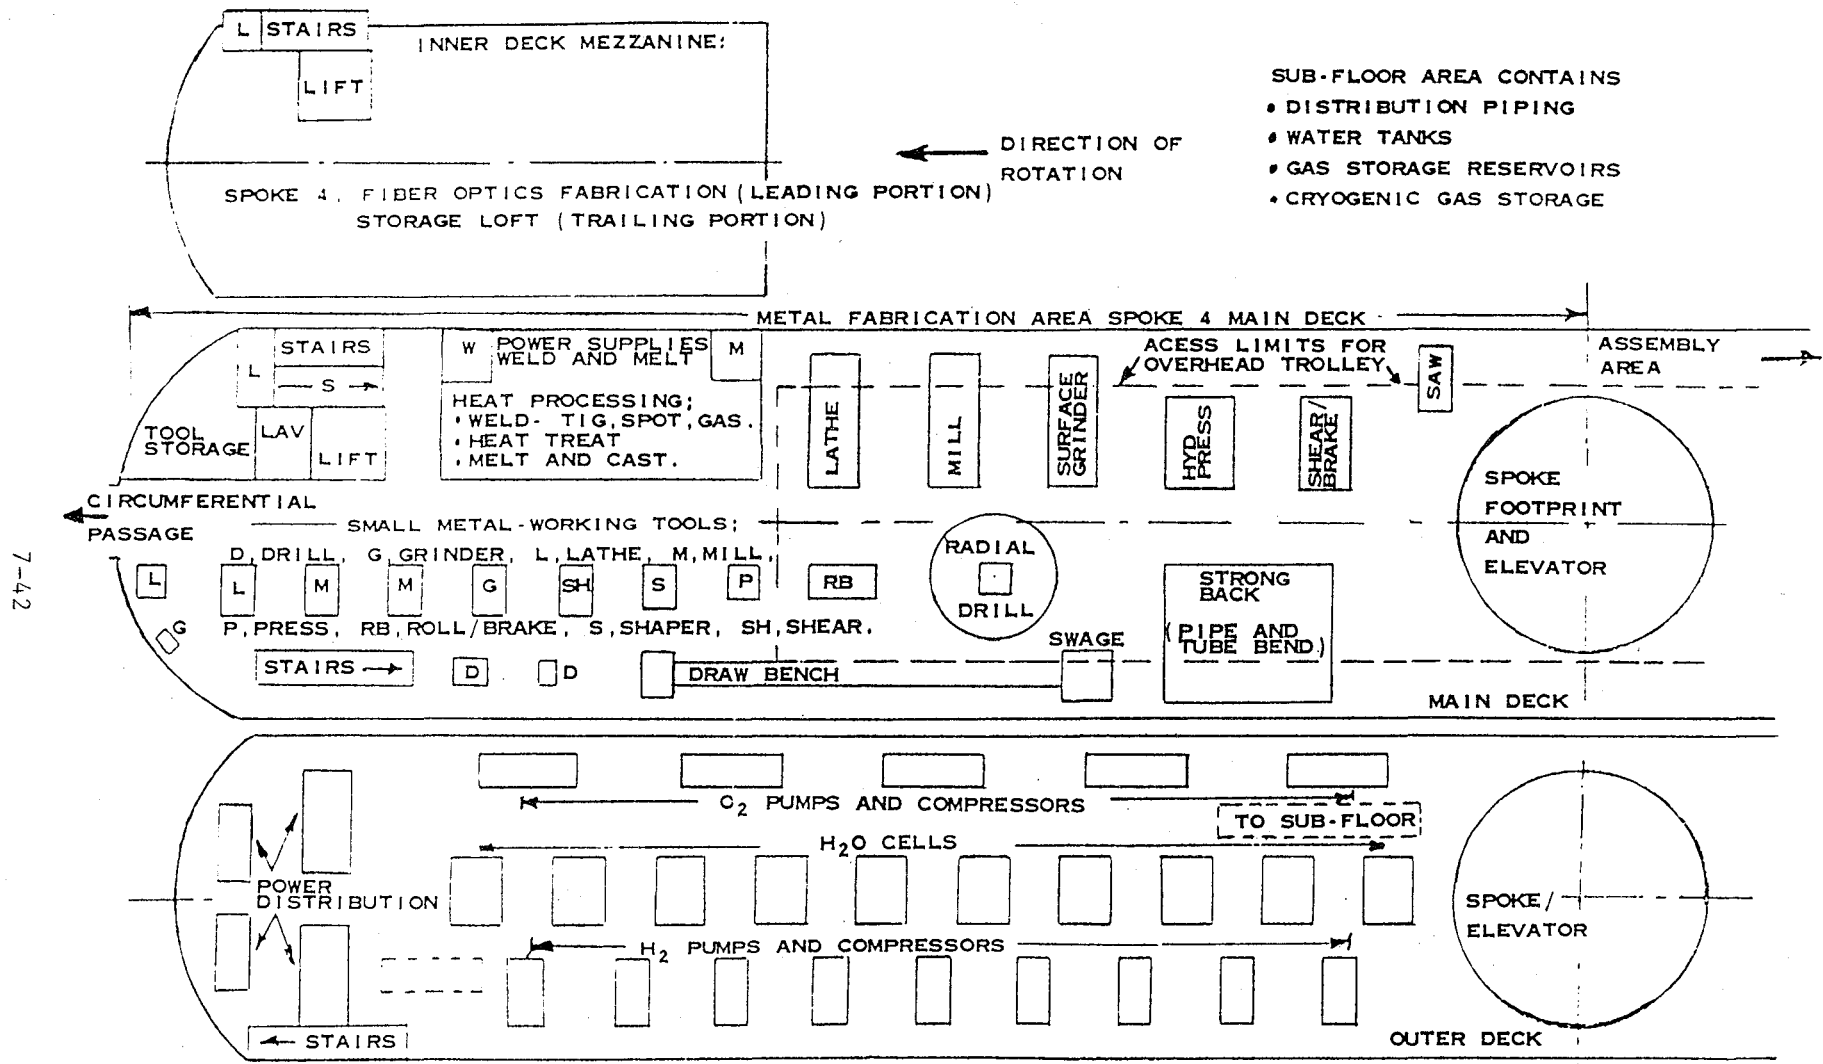 L STAIRS
INNER DECK MEZZANINE:
LIFT
SUB-FLOOR AREA CONTAINS
• DISTRIBUTION PIPING
• WATER TANKS
• GAS STORAGE RESERVOIRS
• CRYOGENIC GAS STORAGE
DIRECTION OF
ROTATION
SPOKE 4, FIBER OPTICS FABRICATION (LEADING PORTION)
STORAGE LOFT (TRAILING PORTION)
METAL FABRICATION AREA SPOKE 4 MAIN DECK
STAIRS
L
S
TOOL
STORAGE
LAV
LIFT
W
POWER SUPPLIES
WELD AND MELT
M
HEAT PROCESSING;
• WELD- TIG, SPOT, GAS.
• HEAT TREAT
• MELT AND CAST.
LATHE
MILL
SURFACE
GRINDER
ACESS LIMITS FOR
OVERHEAD TROLLEY
HYD
PRESS
SHEAR/
BRAKE
SAW
ASSEMBLY
AREA
SPOKE
FOOTPRINT
AND
ELEVATOR
CIRCUMFERENTIAL
PASSAGE
SMALL METAL-WORKING TOOLS;
D, DRILL, G, GRINDER, L, LATHE, M, MILL,
L L M M G SH S P RB
RADIAL
DRILL
STRONG
BACK
(PIPE AND
TUBE BEND)
G
P, PRESS, RB, ROLL/BRAKE, S, SHAPER, SH, SHEAR.
SWAGE
STAIRS
D
D
DRAW BENCH
MAIN DECK
7-42
O2 PUMPS AND COMPRESSORS
TO SUB-FLOOR
H2O CELLS
POWER
DISTRIBUTION
SPOKE/
ELEVATOR
H2 PUMPS AND COMPRESSORS
STAIRS
OUTER DECK